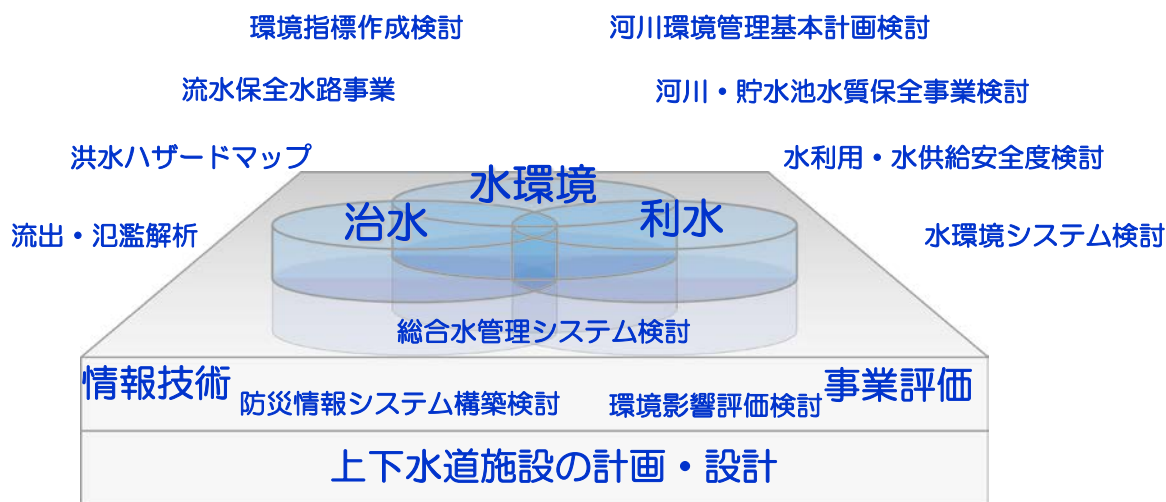 環境指標作成検討
河川環境管理基本計画検討
流水保全水路事業
河川・貯水池水質保全事業検討
洪水ハザードマップ
水利用・水供給安全度検討
水環境
治水
利水
流出・氾濫解析
水環境システム検討
総合水管理システム検討
情報技術
防災情報システム構築検討
環境影響評価検討
事業評価
上下水道施設の計画・設計